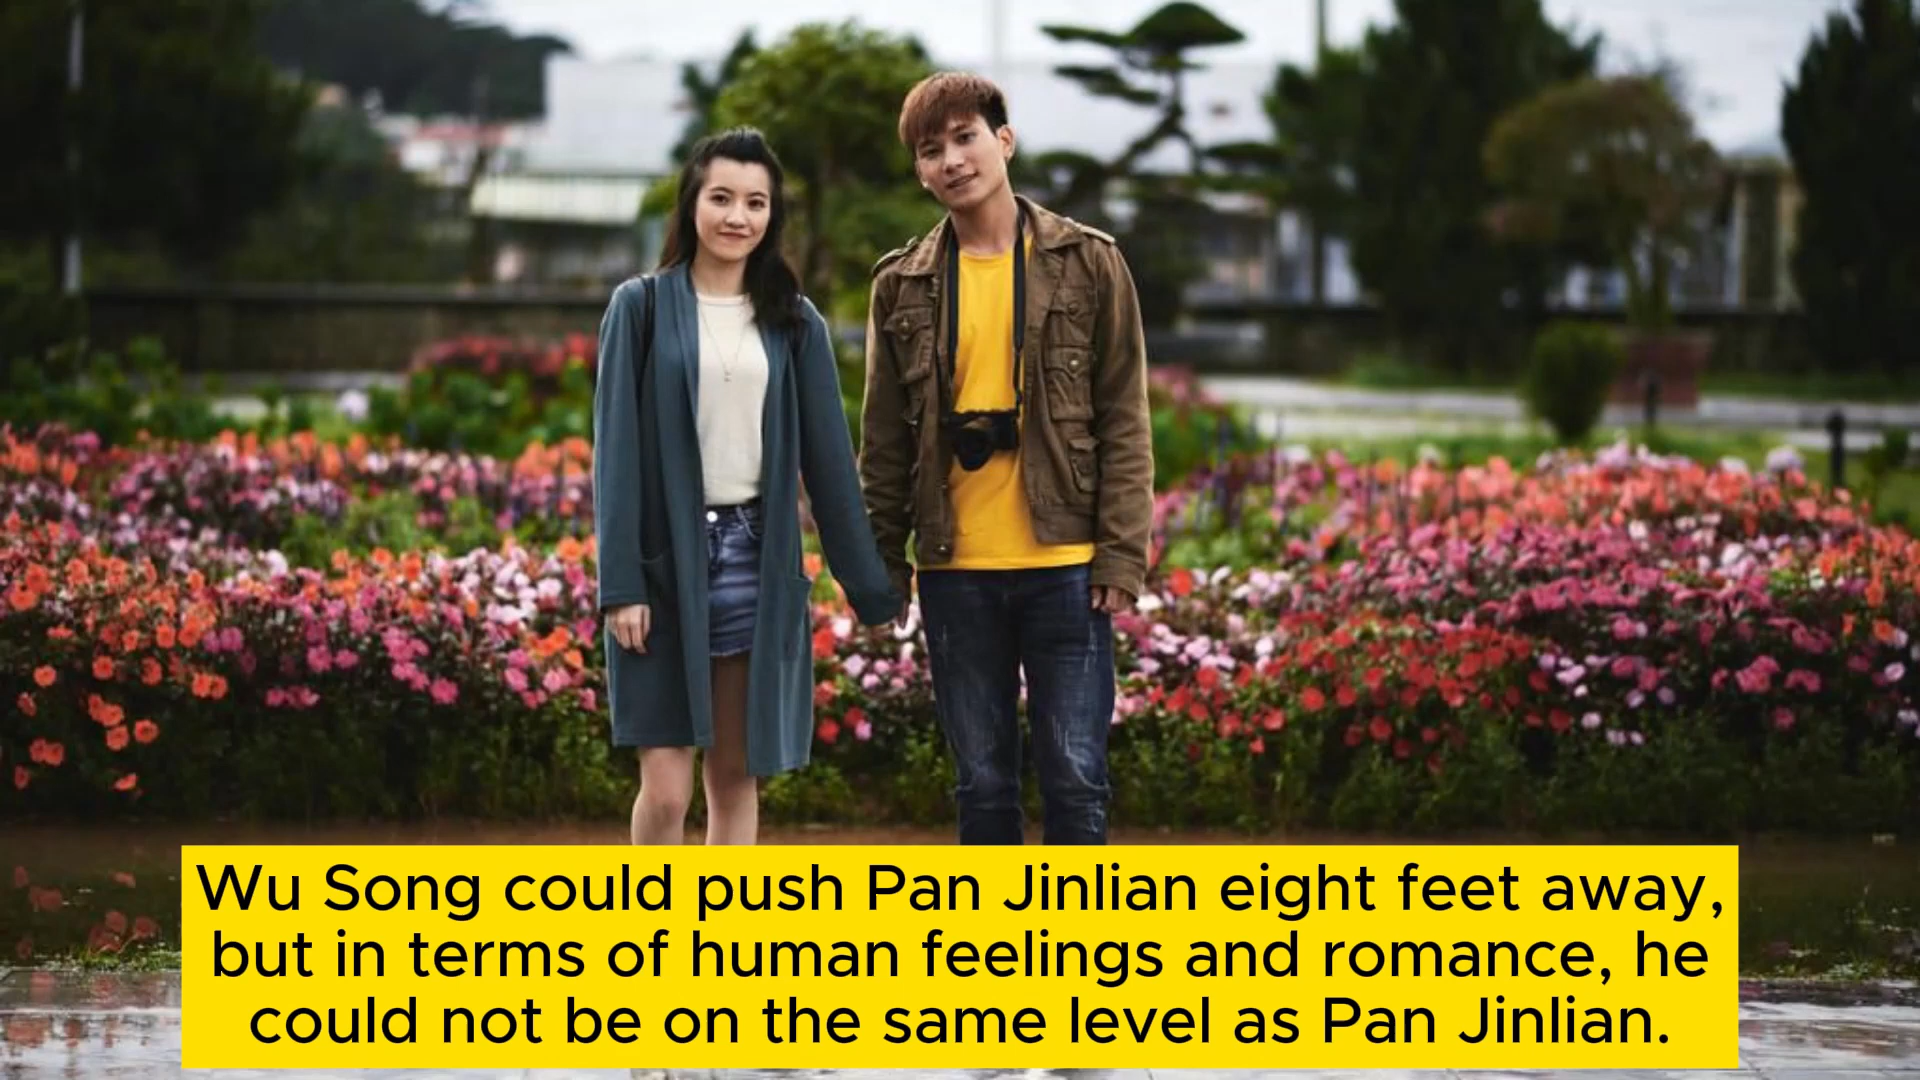 Wu Song could push Pan Jinlian eight feet away,
but in terms of human feelings and romance, he
could not be on the same level as Pan Jinlian.